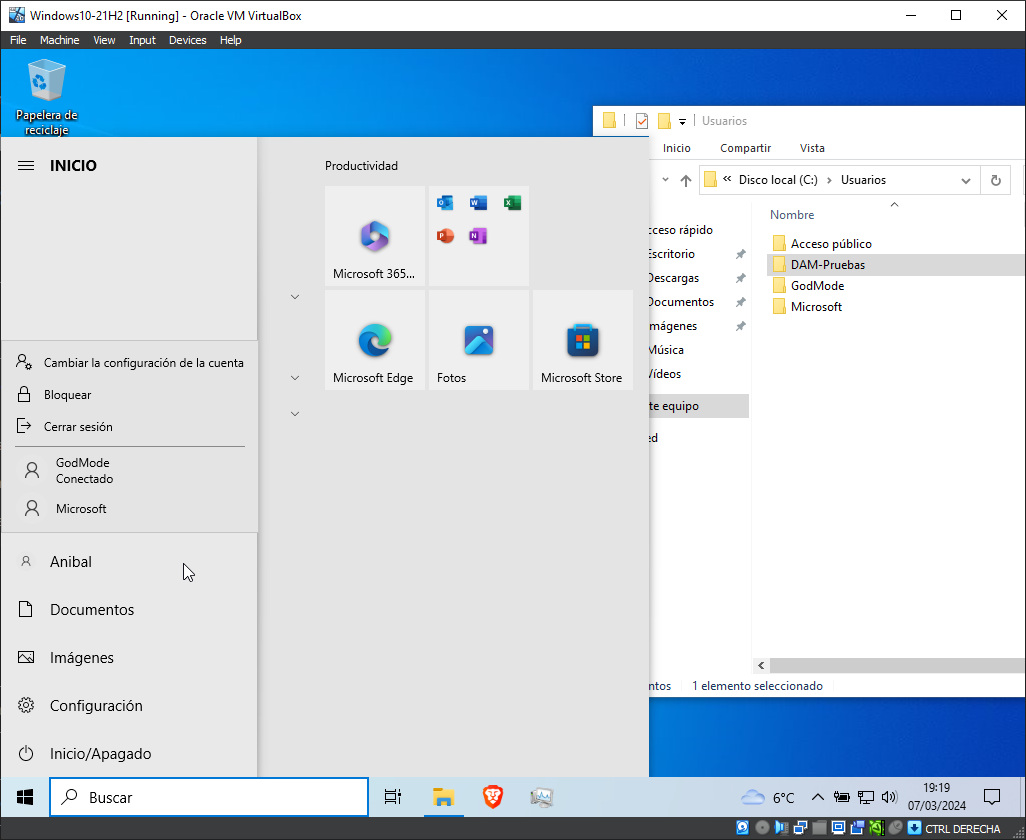 Windows10-21H2 [Running] - Oracle VM VirtualBox
File Machine View Input Devices Help
Papelera de
reciclaje
INICIO
Cambiar la configuración de la cuenta
Bloquear
Cerrar sesión
GodMode
Conectado
Microsoft
Anibal
Documentos
Imágenes
Configuración
Inicio/Apagado
Productividad
Microsoft 365...
Microsoft Edge
Fotos
Microsoft Store
Usuarios
Inicio Compartir Vista
« Disco local (C:) › Usuarios
cceso rápido
Escritorio
Descargas
Documentos
mágenes
Música
Vídeos
te equipo
ed
Nombre
Acceso público
DAM-Pruebas
GodMode
Microsoft
ntos 1 elemento seleccionado
Buscar
6°C
19:19
07/03/2024
CTRL DERECHA